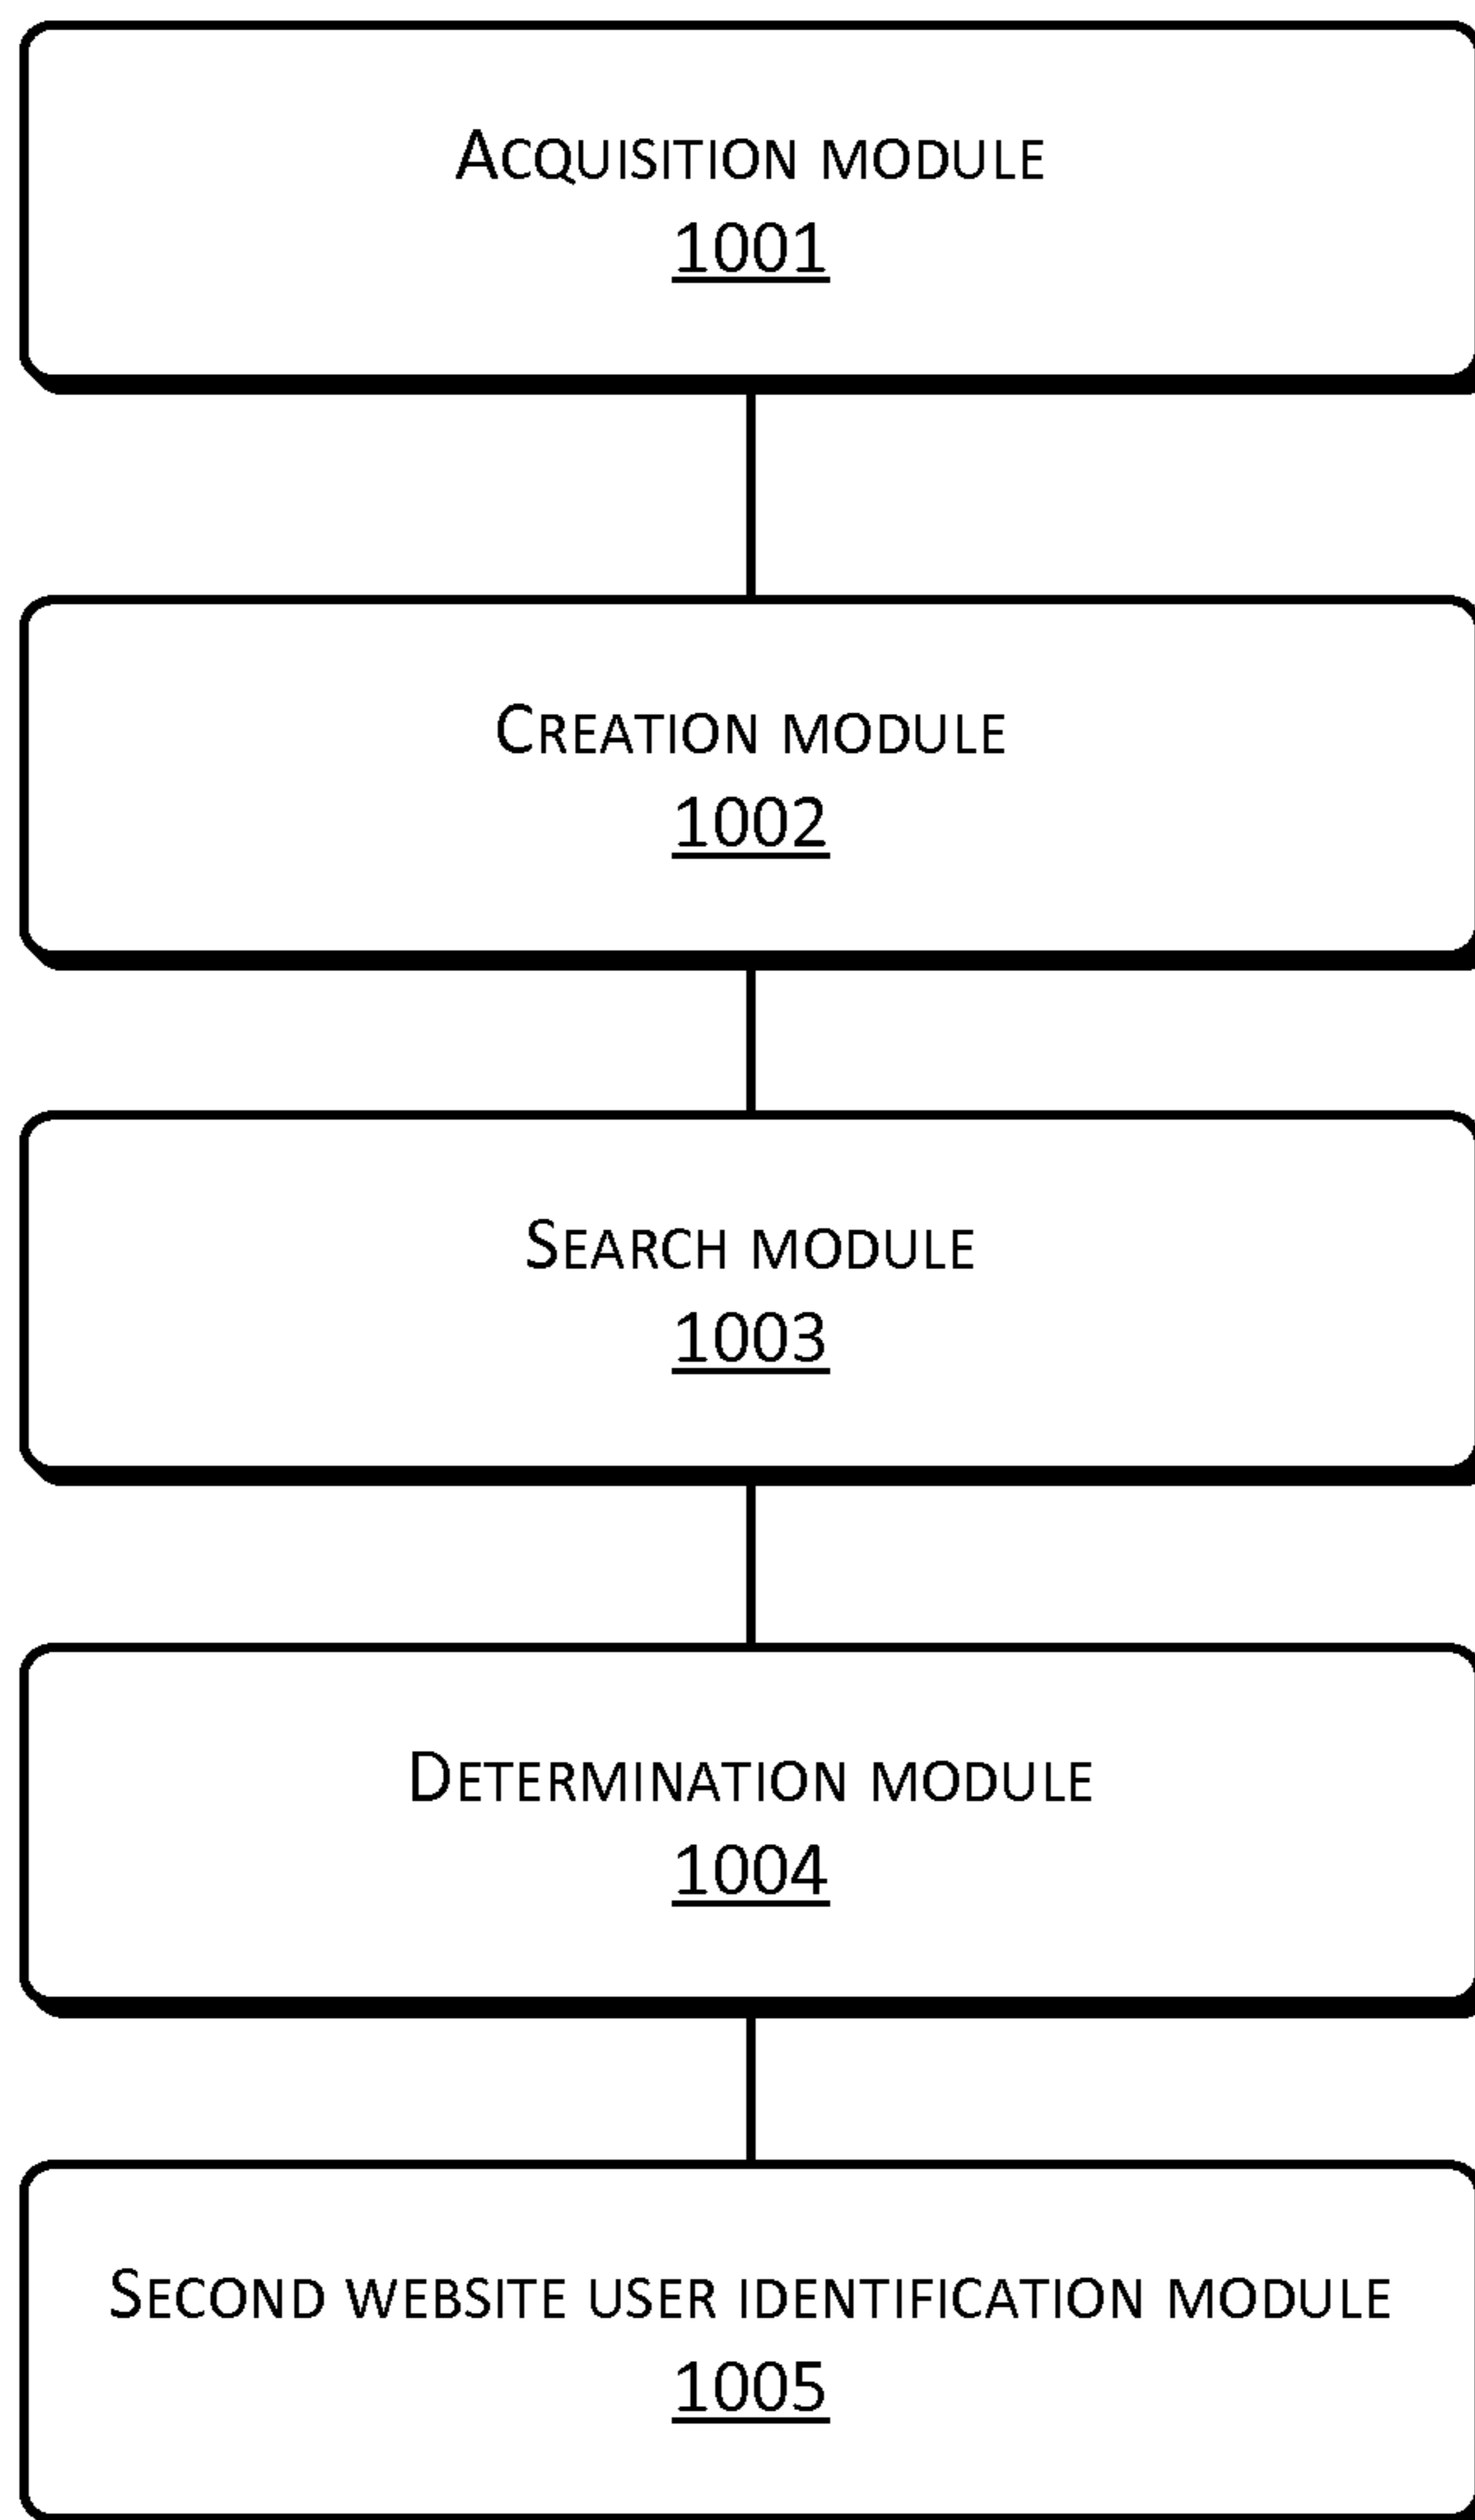 ACQUISITION MODULE
1001
CREATION MODULE
1002
SEARCH MODULE
1003
DETERMINATION MODULE
1004
SECOND WEBSITE USER IDENTIFICATION MODULE
1005